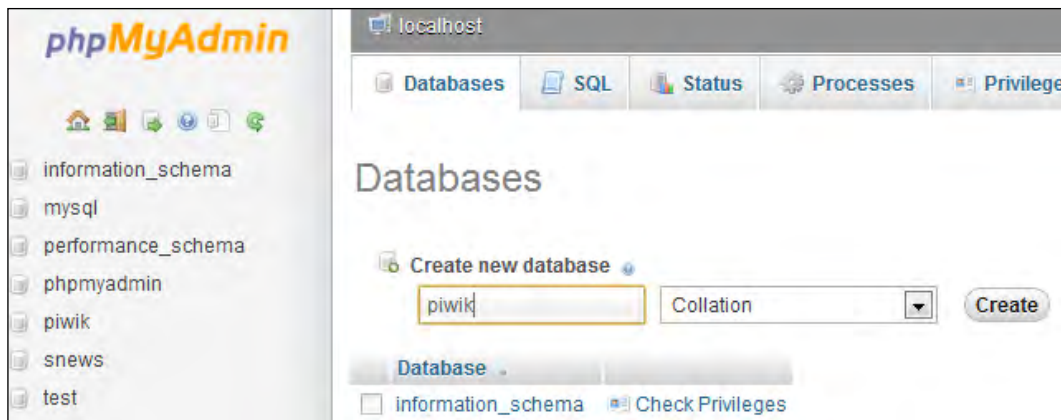 phpMyAdmin
information_schema
mysql
performance_schema
phpmyadmin
piwik
snews
test
localhost
Databases SQL Status Processes Privilege
Databases
Create new database
piwik Collation Create
Database
information_schema Check Privileges